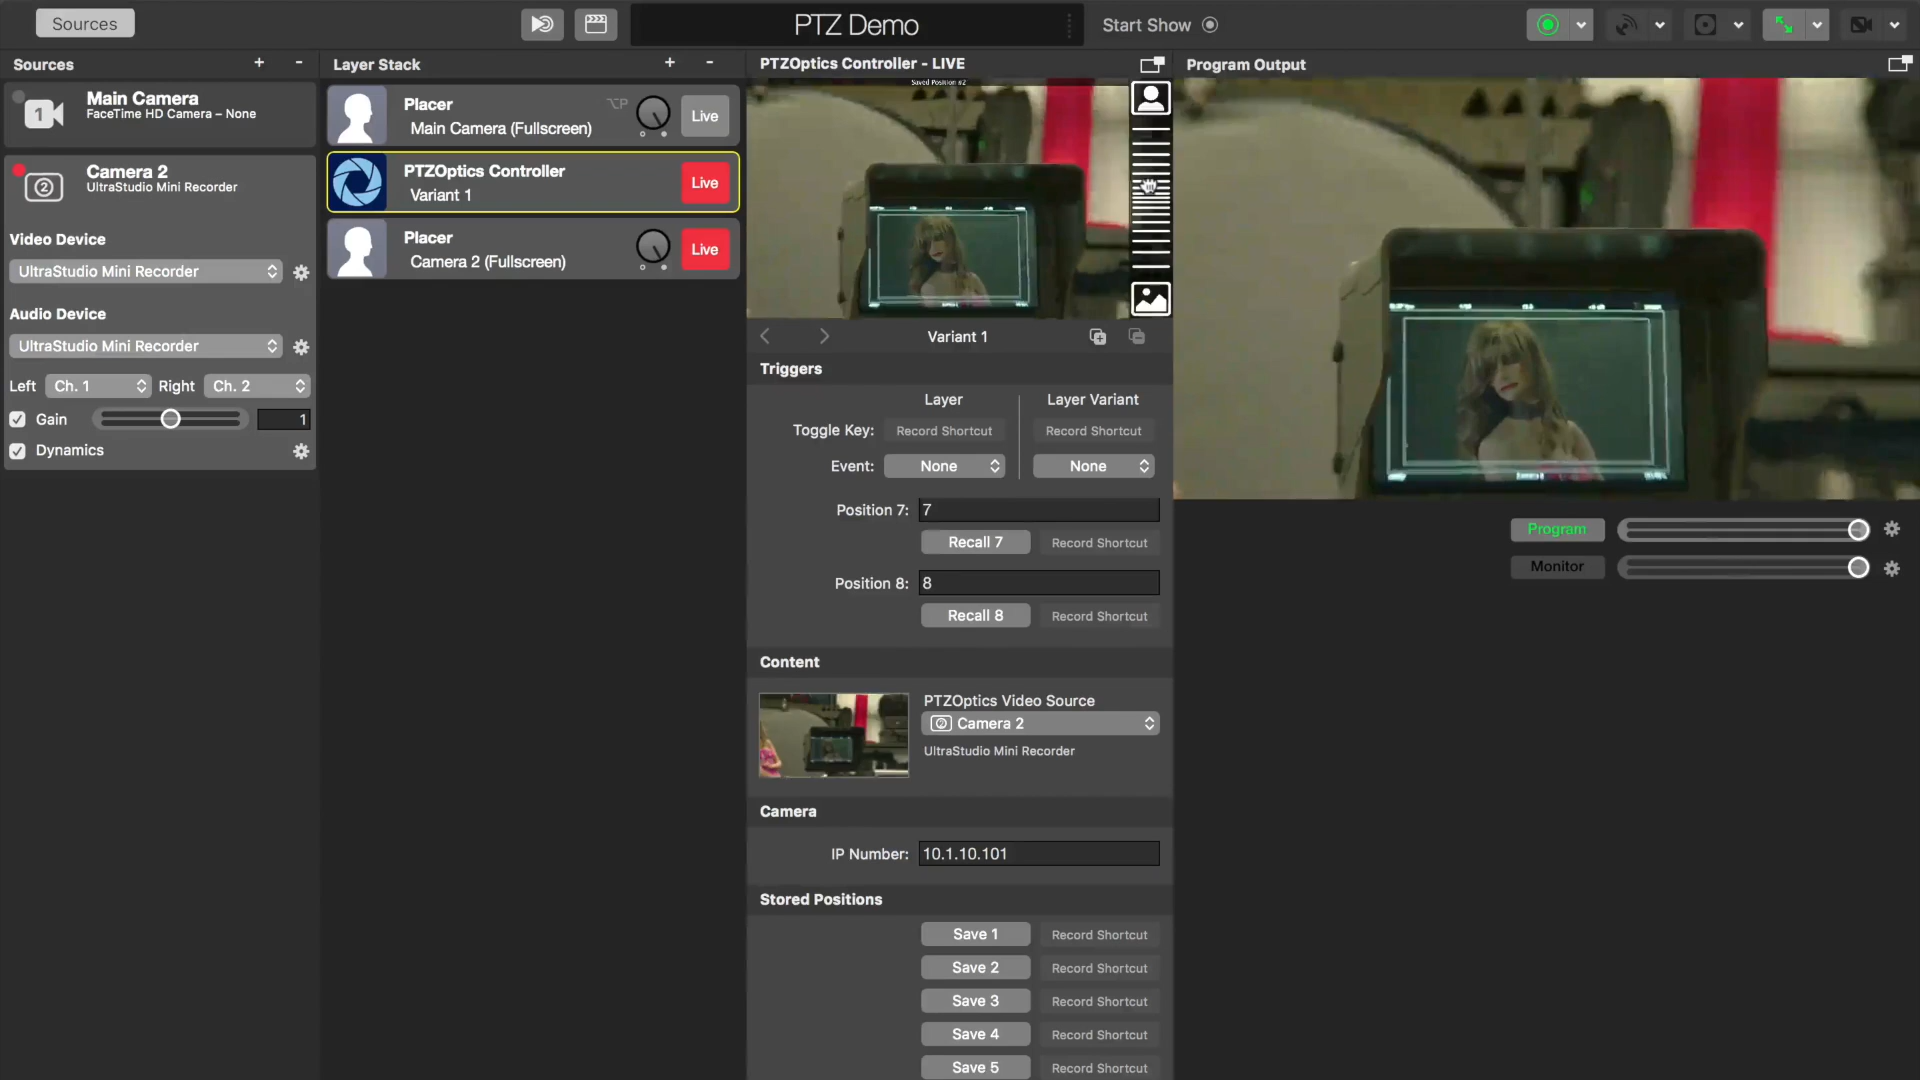 Sources
PTZ Demo
Start Show
Sources + -
Layer Stack + -
PTZOptics Controller - LIVE
Program Output
1
Main Camera
FaceTime HD Camera – None
2
Camera 2
UltraStudio Mini Recorder
Video Device
UltraStudio Mini Recorder
Audio Device
UltraStudio Mini Recorder
Left Ch. 1 Right Ch. 2
Gain 1
Dynamics
Placer ⌥P
Main Camera (Fullscreen)
Live
PTZOptics Controller
Variant 1
Live
Placer
Camera 2 (Fullscreen)
Live
Saved Position #2
Variant 1
Triggers
Layer Layer Variant
Toggle Key: Record Shortcut Record Shortcut
Event: None None
Position 7: 7
Recall 7 Record Shortcut
Position 8: 8
Recall 8 Record Shortcut
Content
PTZOptics Video Source
2 Camera 2
UltraStudio Mini Recorder
Camera
IP Number: 10.1.10.101
Stored Positions
Save 1 Record Shortcut
Save 2 Record Shortcut
Save 3 Record Shortcut
Save 4 Record Shortcut
Save 5 Record Shortcut
Program
Monitor